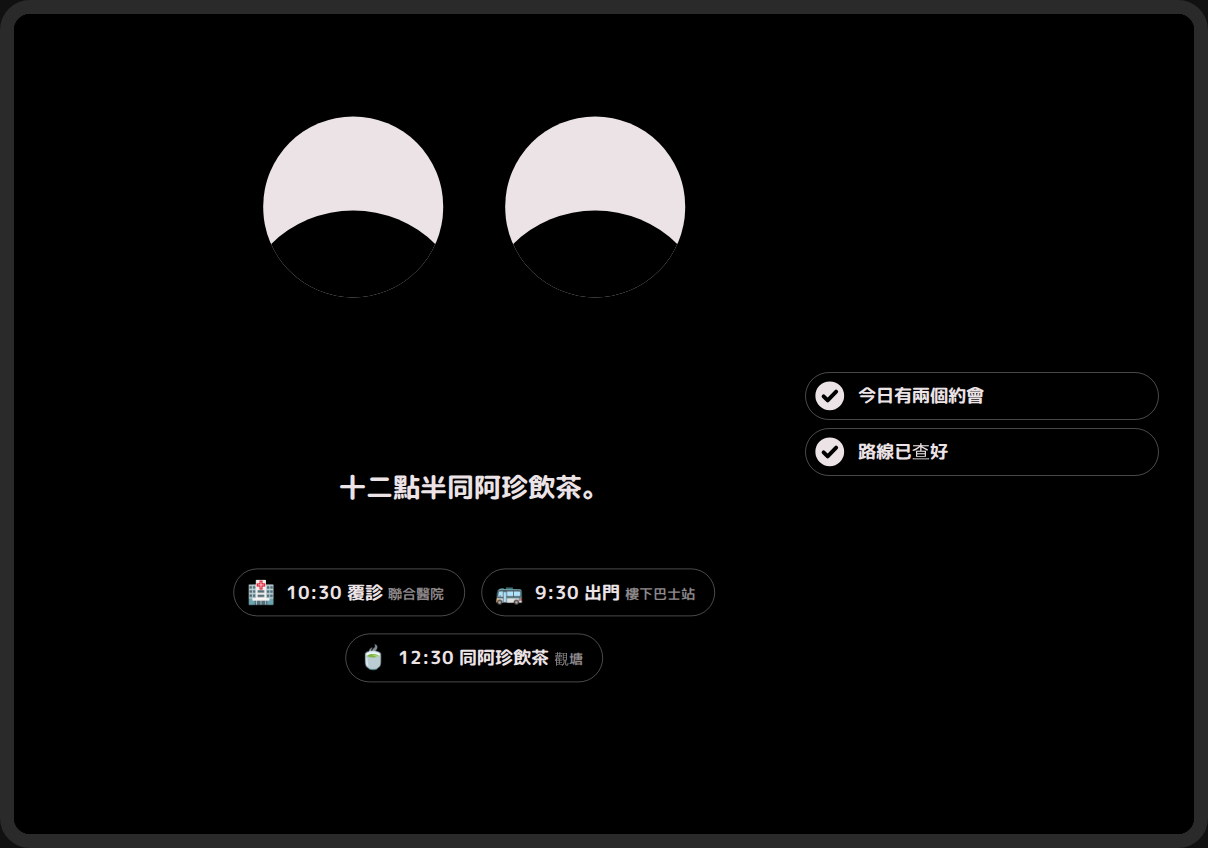 今日有兩個約會
路線已查好
十二點半同阿珍飲茶。
10:30 覆診 聯合醫院
9:30 出門 樓下巴士站
12:30 同阿珍飲茶 觀塘